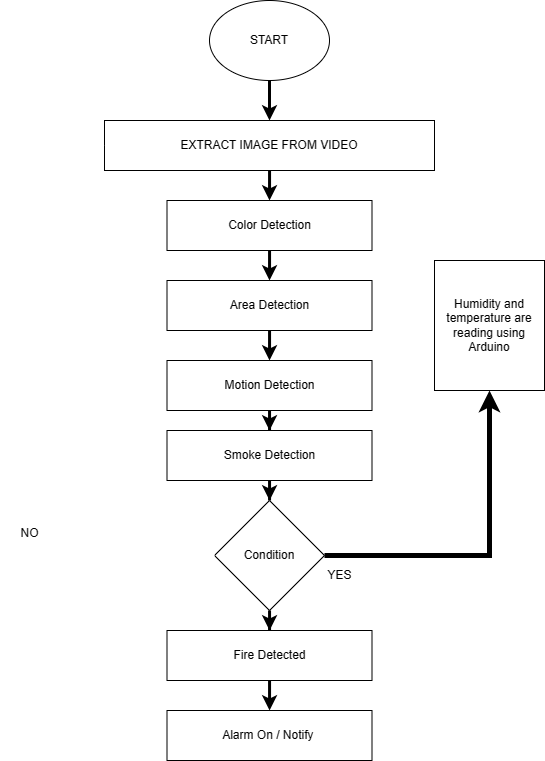 START
EXTRACT IMAGE FROM VIDEO
Color Detection
Area Detection
Humidity and
temperature are
reading using
Arduino
Motion Detection
Smoke Detection
NO
Condition
YES
Fire Detected
Alarm On / Notify